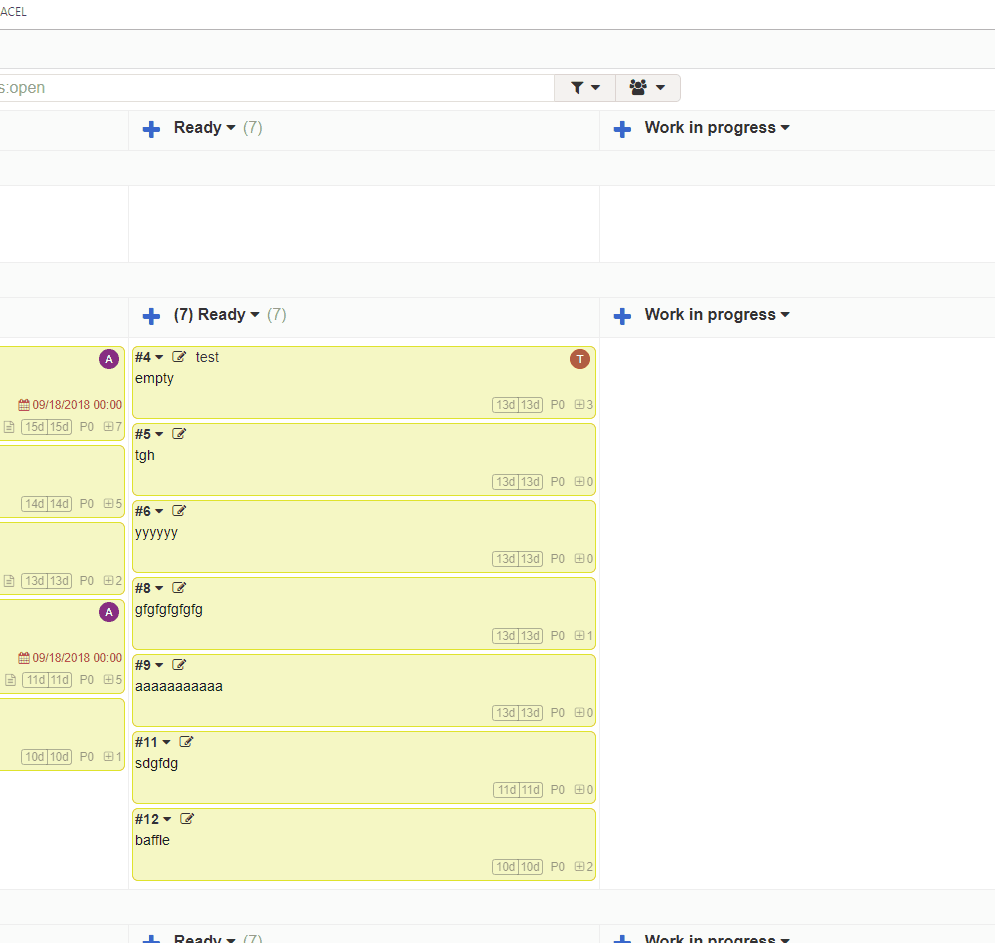 ACEL
s:open
Ready (7) Work in progress
(7) Ready (7) Work in progress
A
09/18/2018 00:00
15d 15d P0 7
14d 14d P0 5
13d 13d P0 2
A
09/18/2018 00:00
11d 11d P0 5
10d 10d P0 1
#4 test T
empty
13d 13d P0 3
#5
tgh
13d 13d P0 0
#6
yyyyyy
13d 13d P0 0
#8
gfgfgfgfgfg
13d 13d P0 1
#9
aaaaaaaaaaa
13d 13d P0 0
#11
sdgfdg
11d 11d P0 0
#12
baffle
10d 10d P0 2
Ready (7) Work in progress